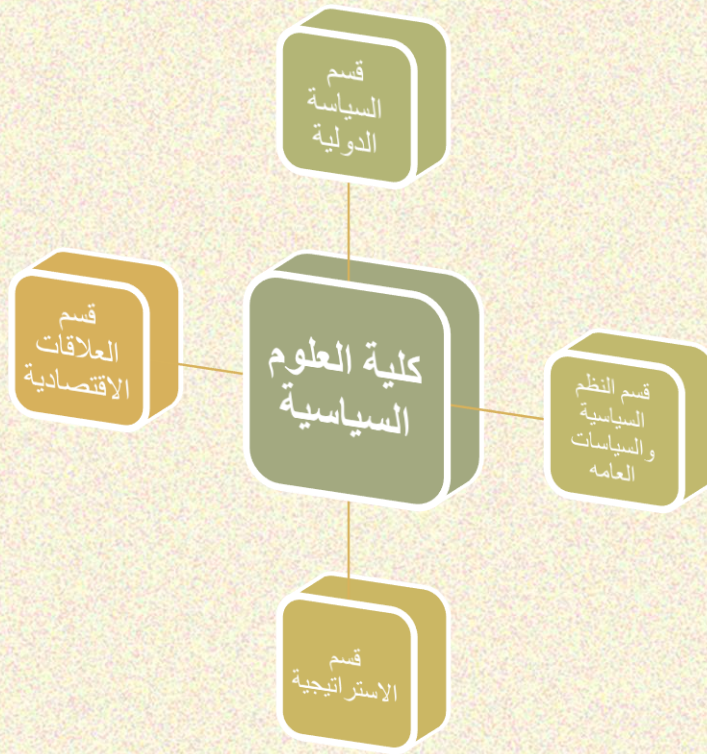 قسم
السياسة
الدولية
قسم
العلاقات
الاقتصادية
كلية العلوم
السياسية
قسم النظم
السياسية
والسياسات
العامه
قسم
الاستراتيجية